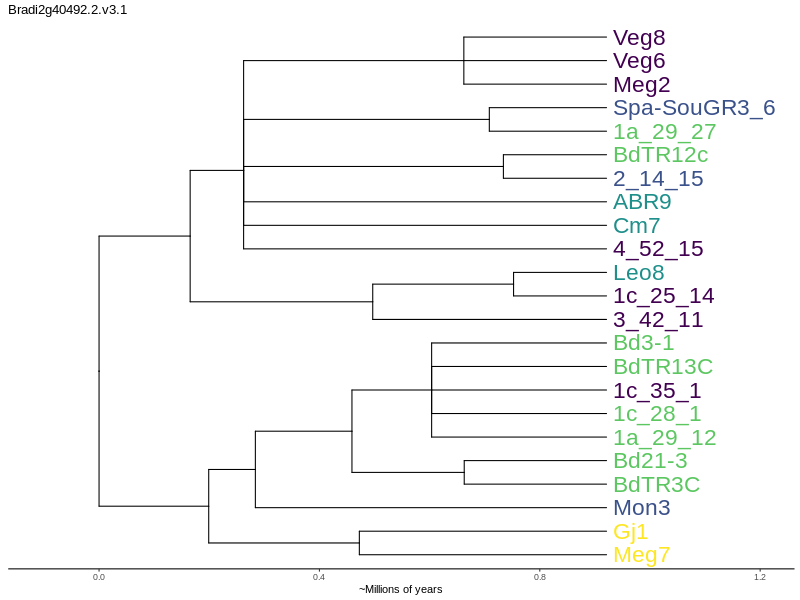 Bradi2g40492.2.v3.1
Veg8
Veg6
Meg2
Spa-SouGR3_6
1a_29_27
BdTR12c
2_14_15
ABR9
Cm7
4_52_15
Leo8
1c_25_14
3_42_11
Bd3-1
BdTR13C
1c_35_1
1c_28_1
1a_29_12
Bd21-3
BdTR3C
Mon3
Gj1
Meg7
0.0 0.4 0.8 1.2
~Millions of years